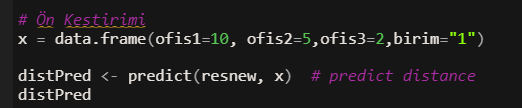 # Ön Kestirimi
x = data.frame(ofis1=10, ofis2=5,ofis3=2,birim="1")
distPred <- predict(resnew, x)  # predict distance
distPred